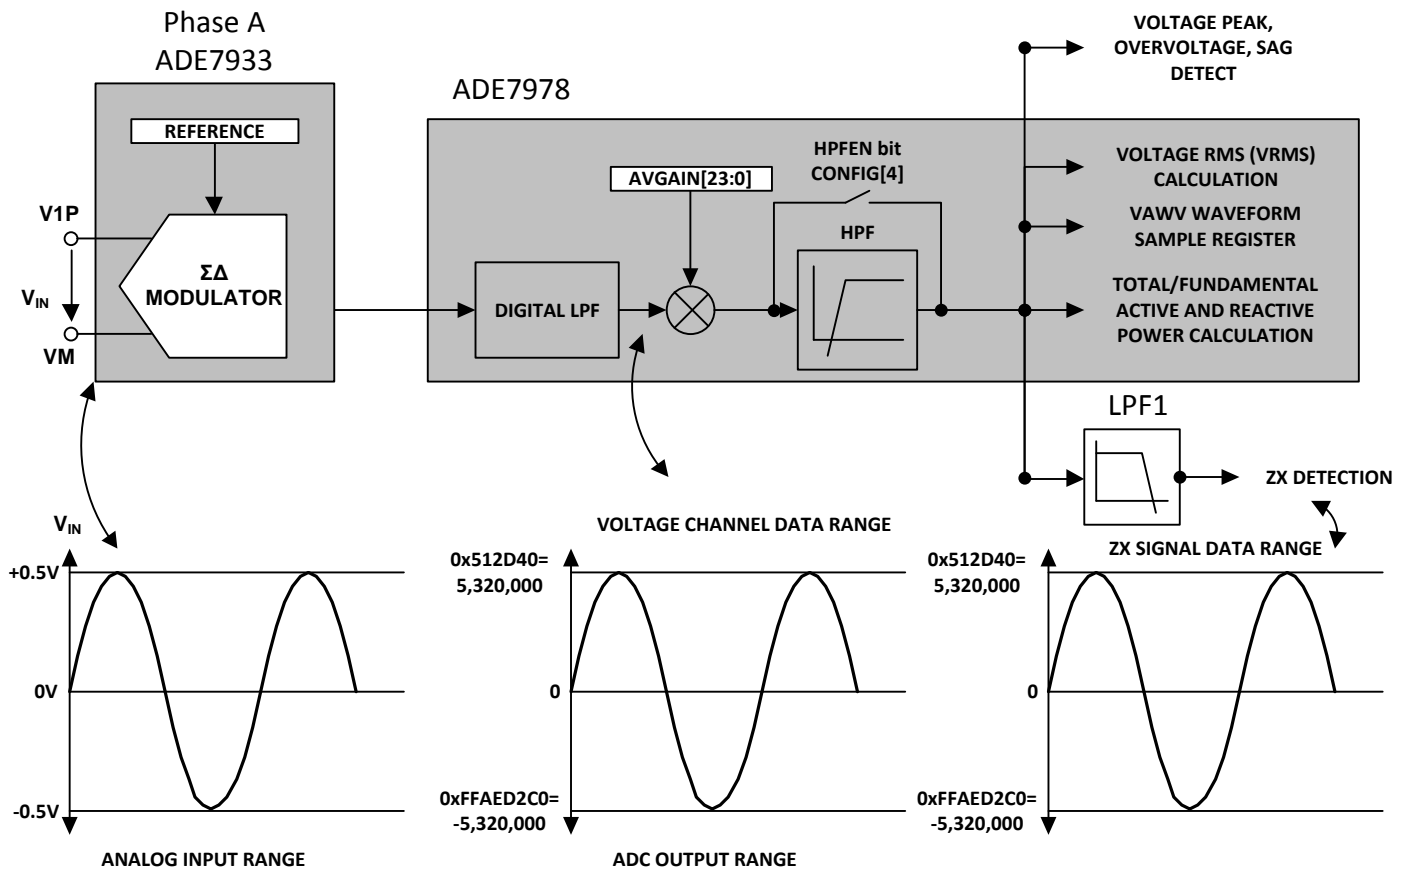 Phase A
ADE7933
REFERENCE
V1P
VIN
VM
ΣΔ
MODULATOR
ADE7978
DIGITAL LPF
AVGAIN[23:0]
HPFEN bit
CONFIG[4]
HPF
VOLTAGE PEAK,
OVERVOLTAGE, SAG
DETECT
VOLTAGE RMS (VRMS)
CALCULATION
VAWV WAVEFORM
SAMPLE REGISTER
TOTAL/FUNDAMENTAL
ACTIVE AND REACTIVE
POWER CALCULATION
LPF1
ZX DETECTION
VIN
+0.5V
0V
-0.5V
ANALOG INPUT RANGE
VOLTAGE CHANNEL DATA RANGE
0x512D40=
5,320,000
0
0xFFAED2C0=
-5,320,000
ADC OUTPUT RANGE
ZX SIGNAL DATA RANGE
0x512D40=
5,320,000
0
0xFFAED2C0=
-5,320,000